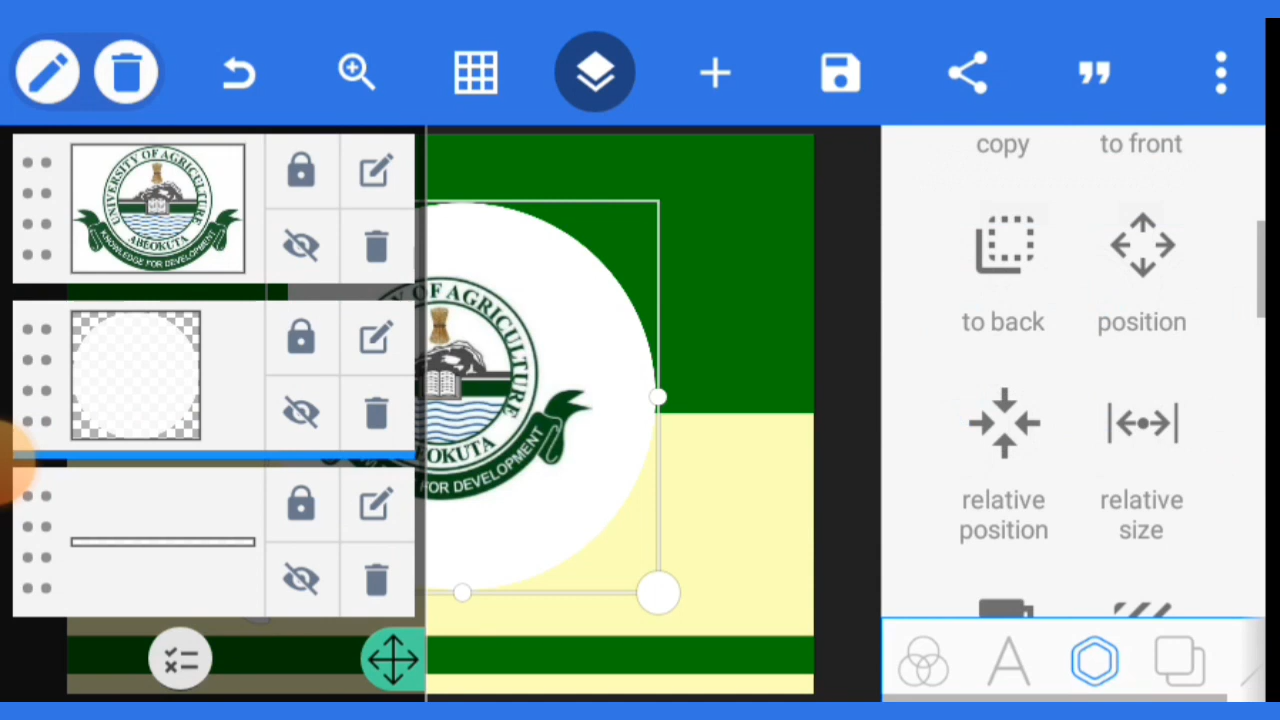 UNIVERSITY OF AGRICULTURE
ABEOKUTA
KNOWLEDGE FOR DEVELOPMENT
Y OF AGRICULTURE
BEOKUTA
FOR DEVELOPMENT
copy
to front
to back
position
relative
position
relative
size